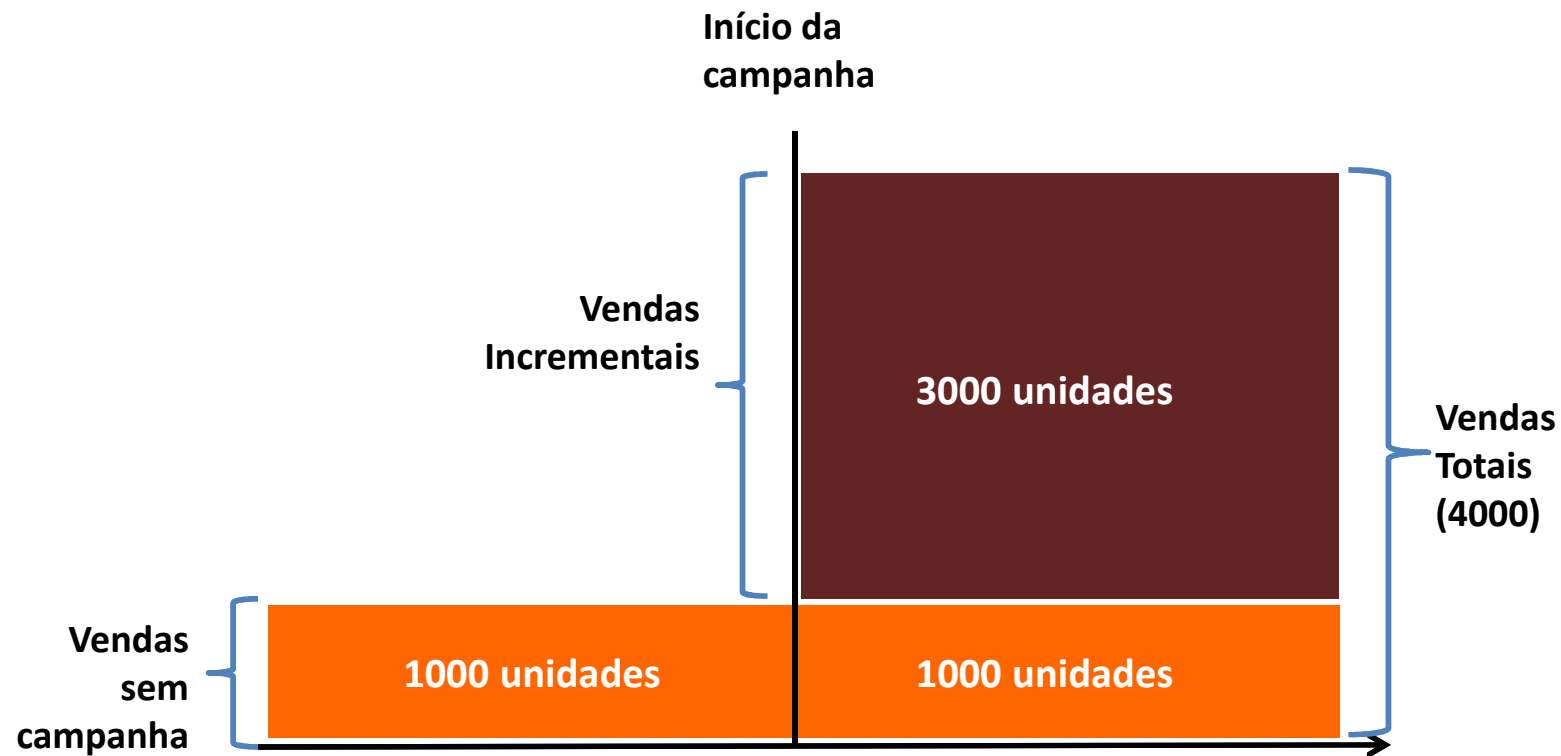 Início da
campanha
Vendas
Incrementais
3000 unidades
Vendas
Totais
(4000)
Vendas
sem
campanha
1000 unidades
1000 unidades